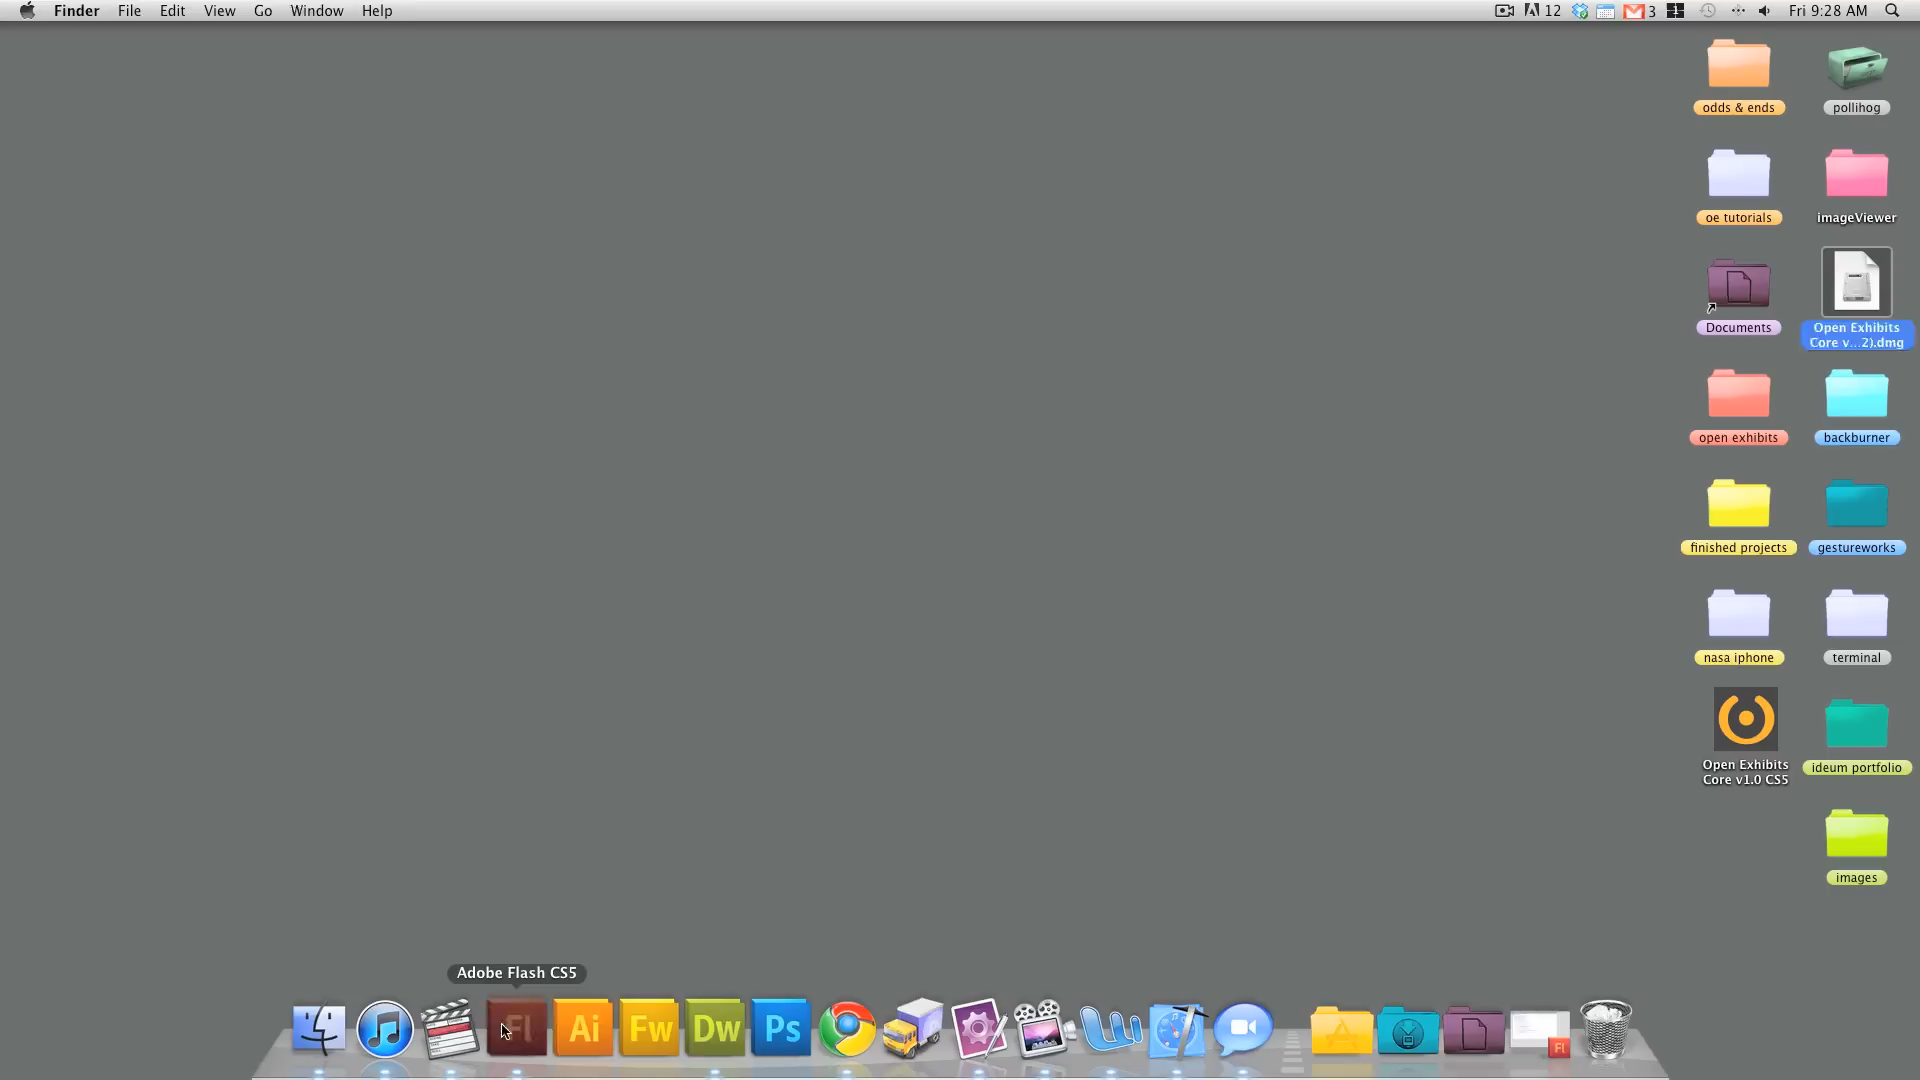 Finder File Edit View Go Window Help
12 3 1 Fri 9:28 AM
odds & ends
pollihog
oe tutorials
imageViewer
Documents
Open Exhibits
Core v...2).dmg
open exhibits
backburner
finished projects
gestureworks
nasa iphone
terminal
Open Exhibits
Core v1.0 CS5
ideum portfolio
images
Adobe Flash CS5
Fl Ai Fw Dw Ps Fl